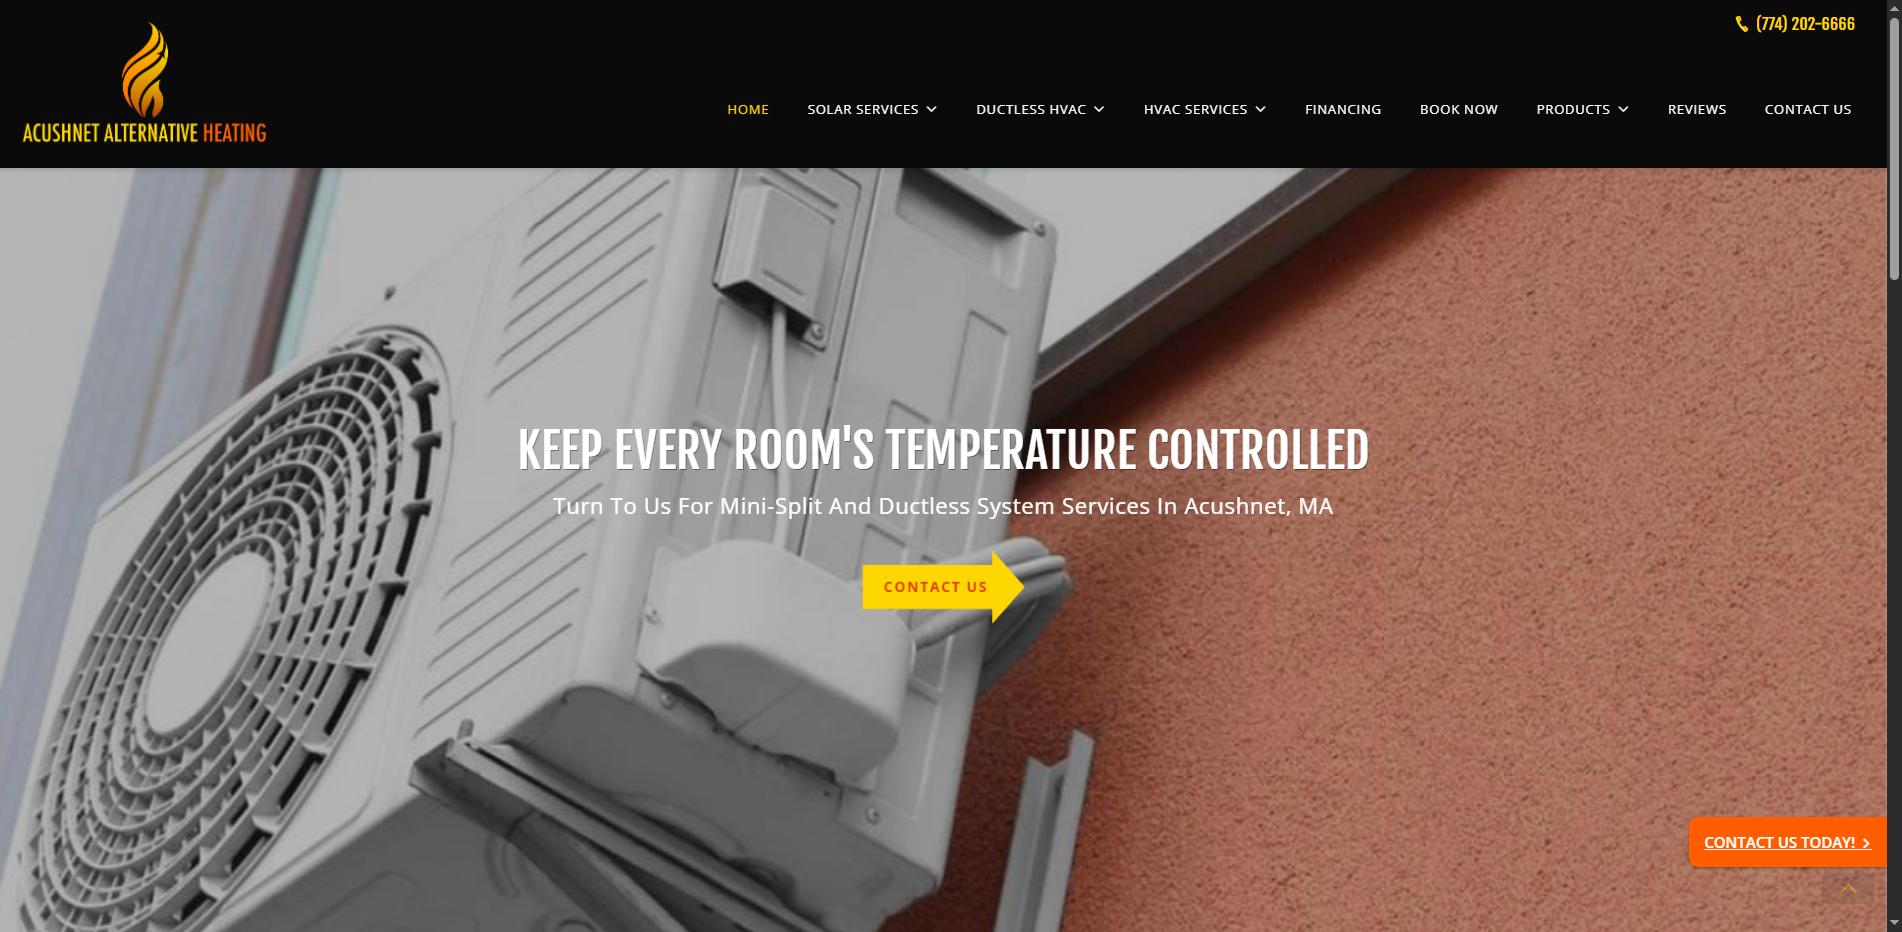 (774) 202-6666
ACUSHNET ALTERNATIVE HEATING
HOME
SOLAR SERVICES
DUCTLESS HVAC
HVAC SERVICES
FINANCING
BOOK NOW
PRODUCTS
REVIEWS
CONTACT US
KEEP EVERY ROOM'S TEMPERATURE CONTROLLED
Turn To Us For Mini-Split And Ductless System Services In Acushnet, MA
CONTACT US
CONTACT US TODAY!